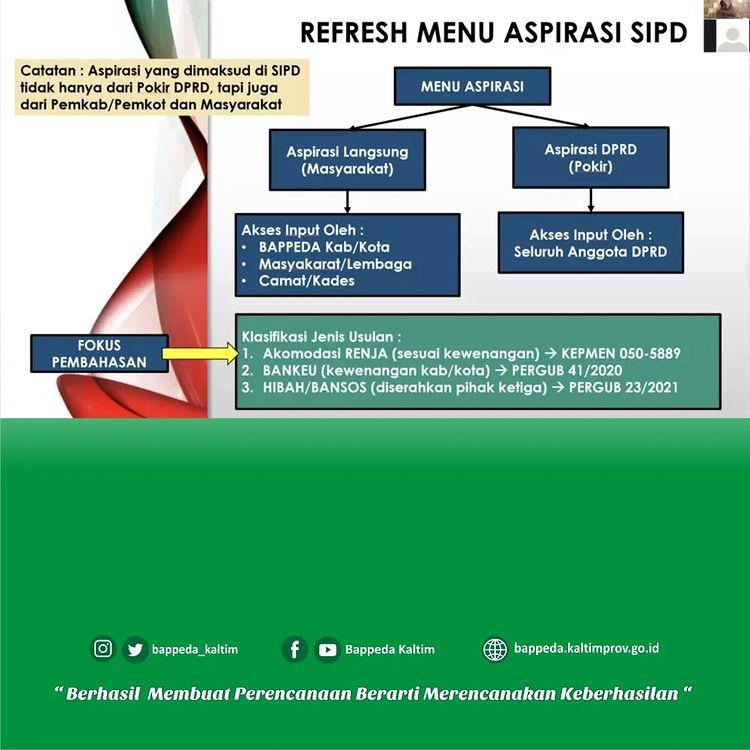 REFRESH MENU ASPIRASI SIPD
Catatan : Aspirasi yang dimaksud di SIPD
tidak hanya dari Pokir DPRD, tapi juga
dari Pemkab/Pemkot dan Masyarakat
MENU ASPIRASI
Aspirasi Langsung
(Masyarakat)
Aspirasi DPRD
(Pokir)
Akses Input Oleh :
• BAPPEDA Kab/Kota
• Masyakarat/Lembaga
• Camat/Kades
Akses Input Oleh :
Seluruh Anggota DPRD
FOKUS
PEMBAHASAN
Klasifikasi Jenis Usulan :
1. Akomodasi RENJA (sesuai kewenangan) → KEPMEN 050-5889
2. BANKEU (kewenangan kab/kota) → PERGUB 41/2020
3. HIBAH/BANSOS (diserahkan pihak ketiga) → PERGUB 23/2021
bappeda_kaltim
Bappeda Kaltim
bappeda.kaltimprov.go.id
“ Berhasil Membuat Perencanaan Berarti Merencanakan Keberhasilan “